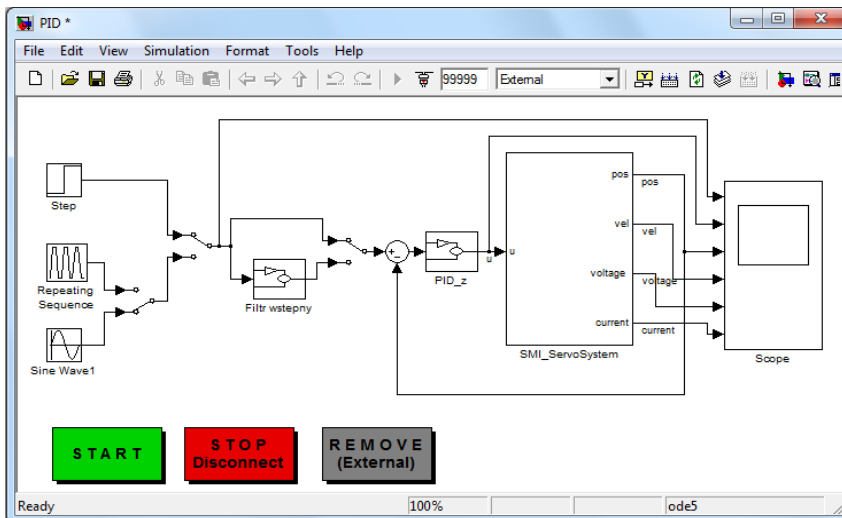 PID *
File Edit View Simulation Format Tools Help
99999 External
Step
Repeating
Sequence
Sine Wave1
Filtr wstepny
PID_z
u
u
pos
vel
voltage
current
pos
vel
voltage
current
SMI_ServoSystem
Scope
START
STOP
Disconnect
REMOVE
(External)
Ready 100% ode5